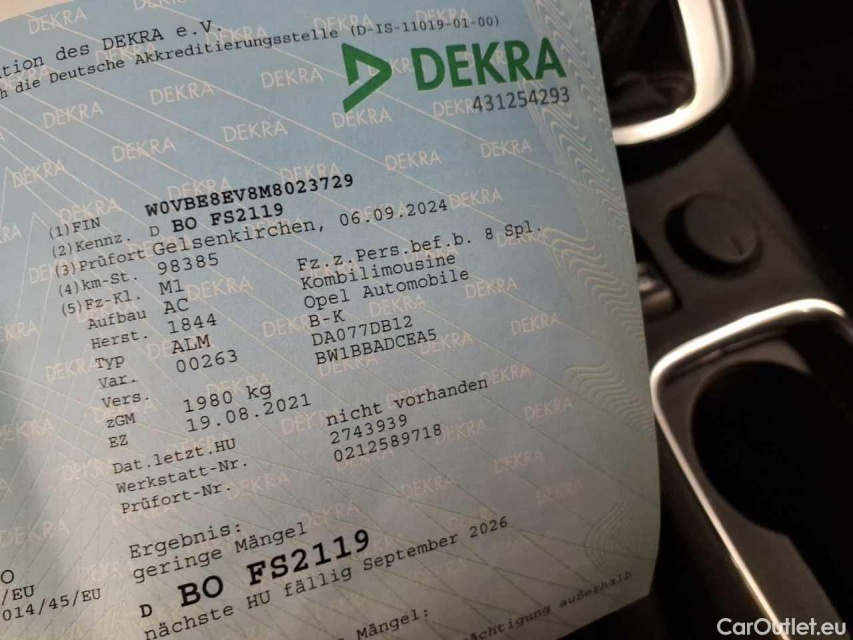 tion des DEKRA e.V.
h die Deutsche Akkreditierungsstelle (D-IS-11019-01-00)
DEKRA
431254293
(1)FIN W0VBE8EV8M8023729
(2)Kennz. D BO FS2119
(3)Prüfort Gelsenkirchen, 06.09.2024
(4)km-St. 98385
(5)Fz-Kl. M1 Fz.z.Pers.bef.b. 8 Spl.
Aufbau AC Kombilimousine
Herst. 1844 Opel Automobile
Typ ALM B-K
Var. 00263 DA077DB12
Vers. BW1BBADCEA5
zGM 1980 kg
EZ 19.08.2021
Dat.letzt.HU nicht vorhanden
Werkstatt-Nr. 2743939
Prüfort-Nr. 0212589718
Ergebnis:
geringe Mängel
D BO FS2119
nächste HU fällig September 2026
O
/EU
014/45/EU
Mängel:
ächtigung außerhalb
CarOutlet.eu